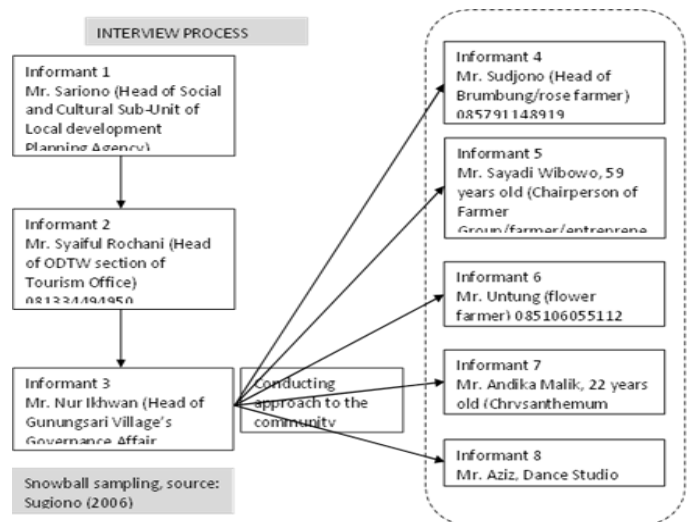 INTERVIEW PROCESS
Informant 1
Mr. Sariono (Head of Social
and Cultural Sub-Unit of
Local development
Planning Agency)
Informant 2
Mr. Syaiful Rochani (Head
of ODTW section of
Tourism Office)
081334494950
Informant 3
Mr. Nur Ikhwan (Head of
Gunungsari Village's
Governance Affair
Snowball sampling, source:
Sugiono (2006)
Conducting
approach to the
community
Informant 4
Mr. Sudjono (Head of
Brumbung/rose farmer)
085791148919
Informant 5
Mr. Sayadi Wibowo, 59
years old (Chairperson of
Farmer
Group/farmer/entreprene
Informant 6
Mr. Untung (flower
farmer) 085106055112
Informant 7
Mr. Andika Malik, 22 years
old (Chrysanthemum
Informant 8
Mr. Aziz, Dance Studio